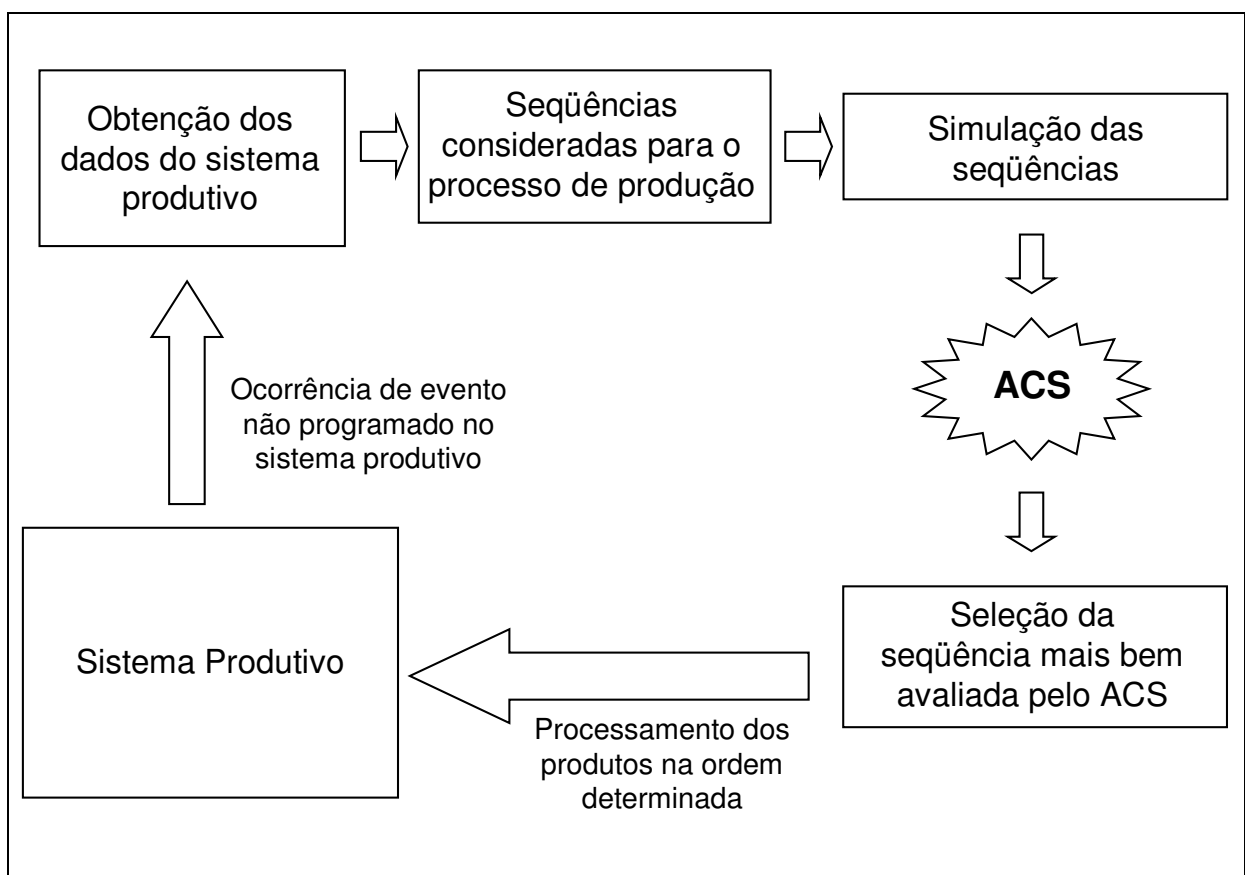 Obtenção dos
dados do sistema
produtivo
Seqüências
consideradas para o
processo de produção
Simulação das
seqüências
ACS
Seleção da
seqüência mais bem
avaliada pelo ACS
Processamento dos
produtos na ordem
determinada
Sistema Produtivo
Ocorrência de evento
não programado no
sistema produtivo